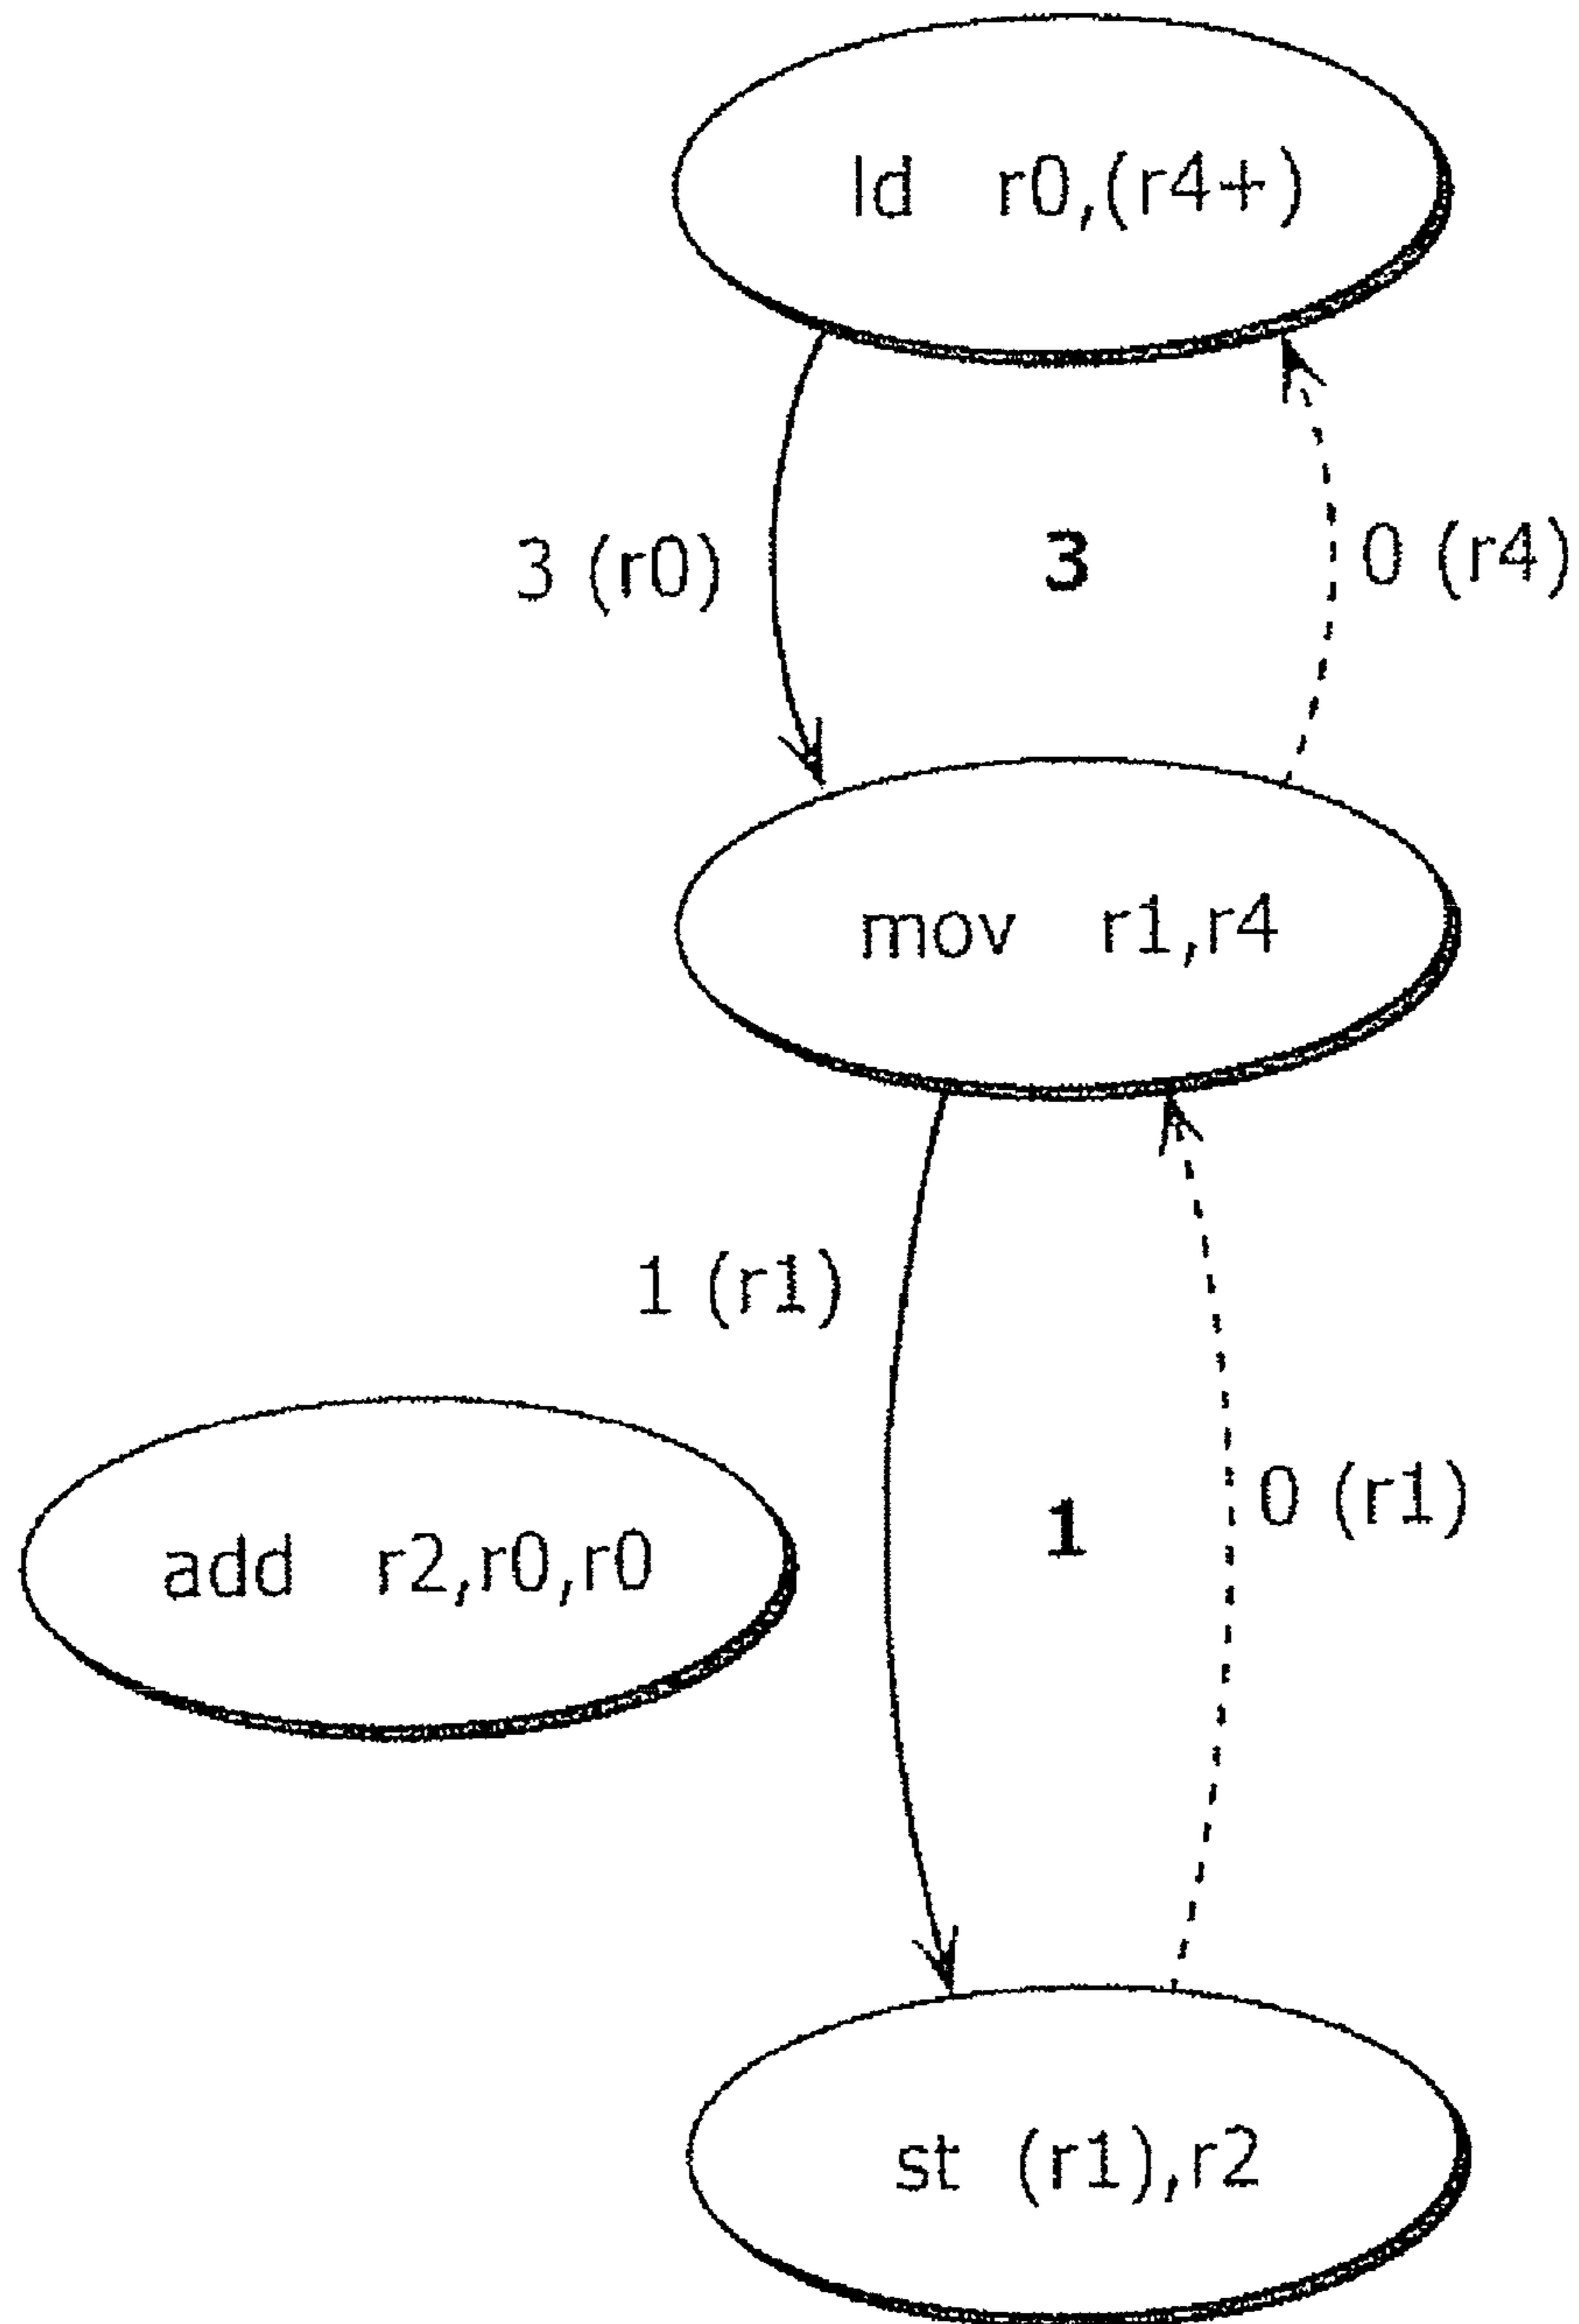 ld r0,(r4+)
3 (r0)
3
0 (r4)
mov r1,r4
1 (r1)
add r2,r0,r0
1
0 (r1)
st (r1),r2